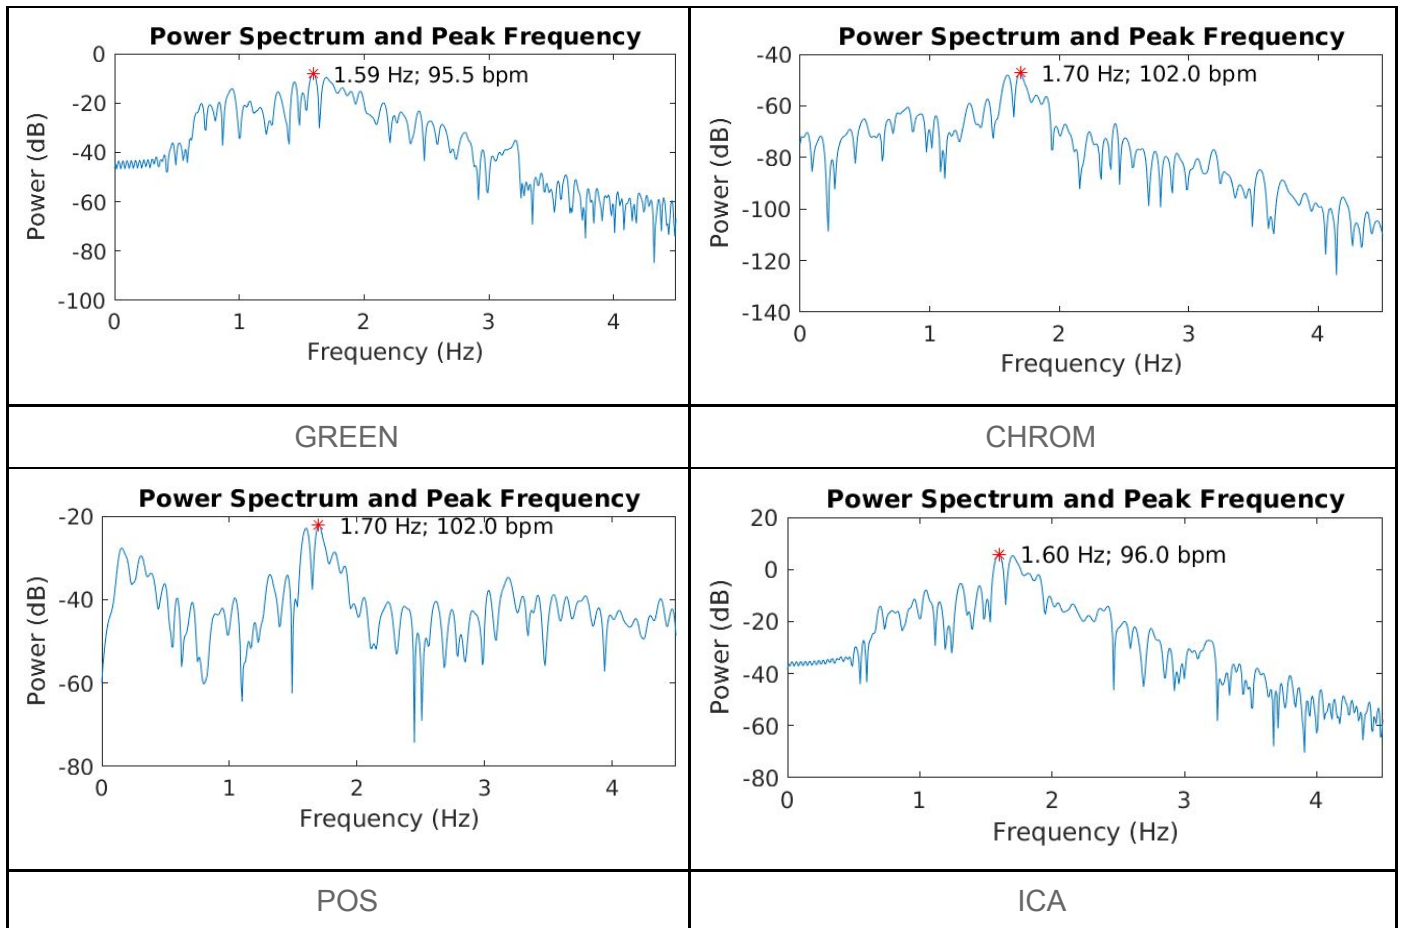 Power Spectrum and Peak Frequency
0
-20
-40
-60
-80
-100
Power (dB)
1.59 Hz; 95.5 bpm
0 1 2 3 4
Frequency (Hz)
GREEN
Power Spectrum and Peak Frequency
-40
-60
-80
-100
-120
-140
Power (dB)
1.70 Hz; 102.0 bpm
0 1 2 3 4
Frequency (Hz)
CHROM
Power Spectrum and Peak Frequency
-20
-40
-60
-80
Power (dB)
1.70 Hz; 102.0 bpm
0 1 2 3 4
Frequency (Hz)
POS
Power Spectrum and Peak Frequency
20
0
-20
-40
-60
-80
Power (dB)
1.60 Hz; 96.0 bpm
0 1 2 3 4
Frequency (Hz)
ICA